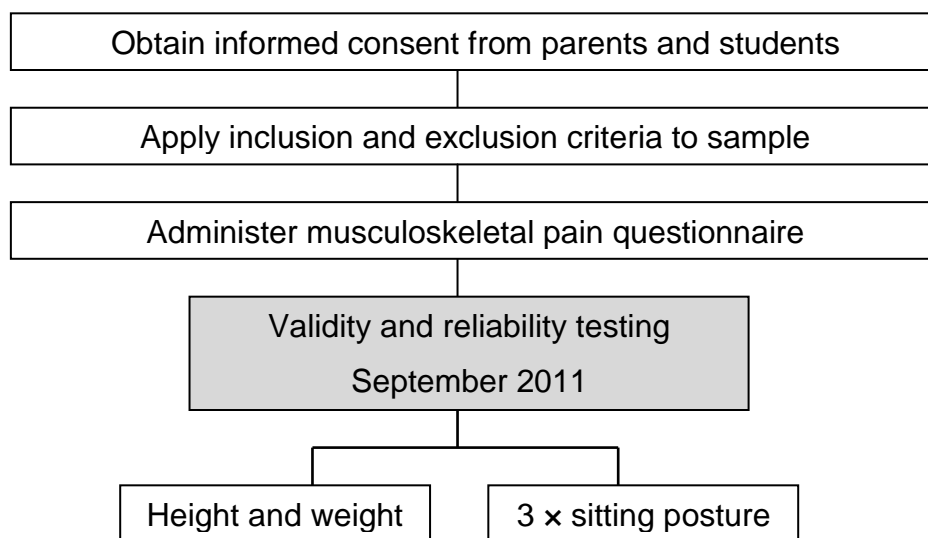 Obtain informed consent from parents and students
Apply inclusion and exclusion criteria to sample
Administer musculoskeletal pain questionnaire
Validity and reliability testing
September 2011
Height and weight
3 × sitting posture